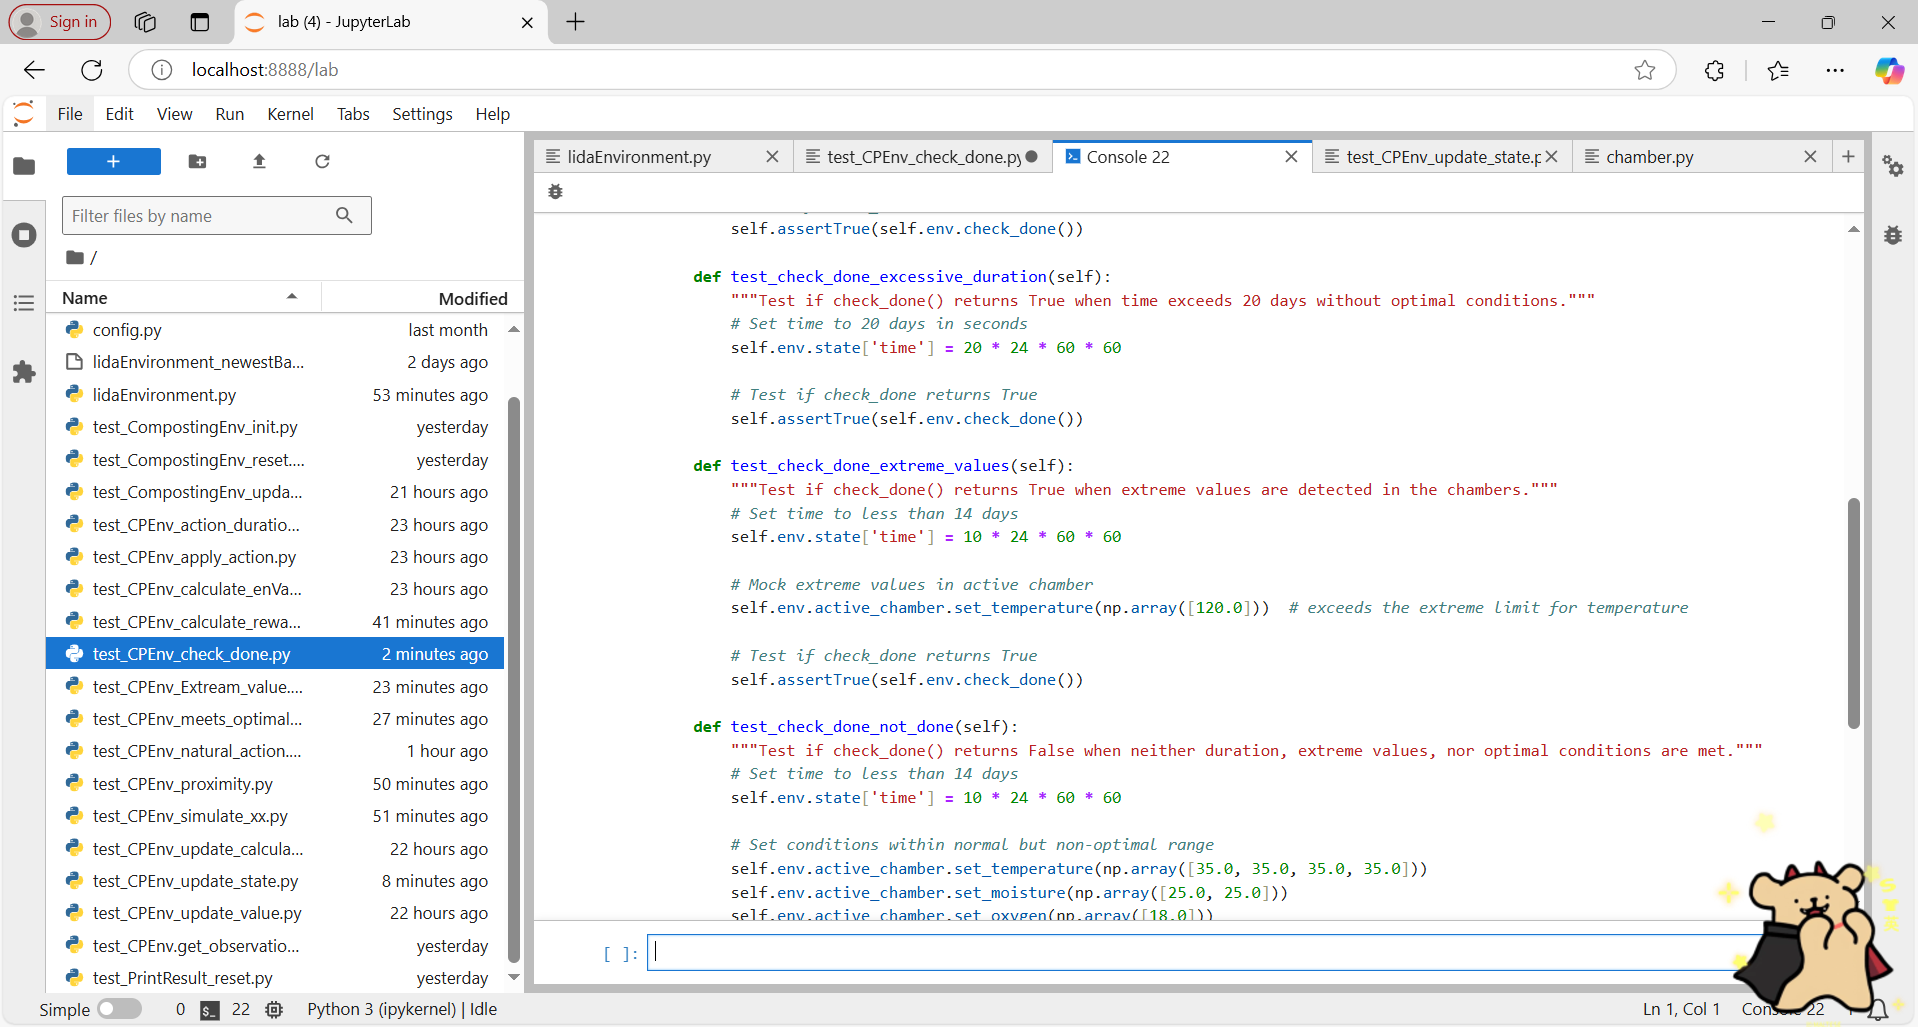 Sign in
lab (4) - JupyterLab
localhost:8888/lab
File Edit View Run Kernel Tabs Settings Help
Filter files by name
/
Name Modified
config.py last month
lidaEnvironment_newestBa... 2 days ago
lidaEnvironment.py 53 minutes ago
test_CompostingEnv_init.py yesterday
test_CompostingEnv_reset.... yesterday
test_CompostingEnv_upda... 21 hours ago
test_CPEnv_action_duratio... 23 hours ago
test_CPEnv_apply_action.py 23 hours ago
test_CPEnv_calculate_enVa... 23 hours ago
test_CPEnv_calculate_rewa... 41 minutes ago
test_CPEnv_check_done.py 2 minutes ago
test_CPEnv_Extream_value.... 23 minutes ago
test_CPEnv_meets_optimal... 27 minutes ago
test_CPEnv_natural_action.... 1 hour ago
test_CPEnv_proximity.py 50 minutes ago
test_CPEnv_simulate_xx.py 51 minutes ago
test_CPEnv_update_calcula... 22 hours ago
test_CPEnv_update_state.py 8 minutes ago
test_CPEnv_update_value.py 22 hours ago
test_CPEnv.get_observatio... yesterday
test_PrintResult_reset.py yesterday
lidaEnvironment.py test_CPEnv_check_done.py Console 22 test_CPEnv_update_state.p chamber.py
self.assertTrue(self.env.check_done())
def test_check_done_excessive_duration(self):
"""Test if check_done() returns True when time exceeds 20 days without optimal conditions."""
# Set time to 20 days in seconds
self.env.state['time'] = 20 * 24 * 60 * 60
# Test if check_done returns True
self.assertTrue(self.env.check_done())
def test_check_done_extreme_values(self):
"""Test if check_done() returns True when extreme values are detected in the chambers."""
# Set time to less than 14 days
self.env.state['time'] = 10 * 24 * 60 * 60
# Mock extreme values in active chamber
self.env.active_chamber.set_temperature(np.array([120.0])) # exceeds the extreme limit for temperature
# Test if check_done returns True
self.assertTrue(self.env.check_done())
def test_check_done_not_done(self):
"""Test if check_done() returns False when neither duration, extreme values, nor optimal conditions are met."""
# Set time to less than 14 days
self.env.state['time'] = 10 * 24 * 60 * 60
# Set conditions within normal but non-optimal range
self.env.active_chamber.set_temperature(np.array([35.0, 35.0, 35.0, 35.0]))
self.env.active_chamber.set_moisture(np.array([25.0, 25.0]))
self.env.active_chamber.set_oxygen(np.array([18.0]))
[ ]:
Simple 0 22 Python 3 (ipykernel) | Idle Ln 1, Col 1 22